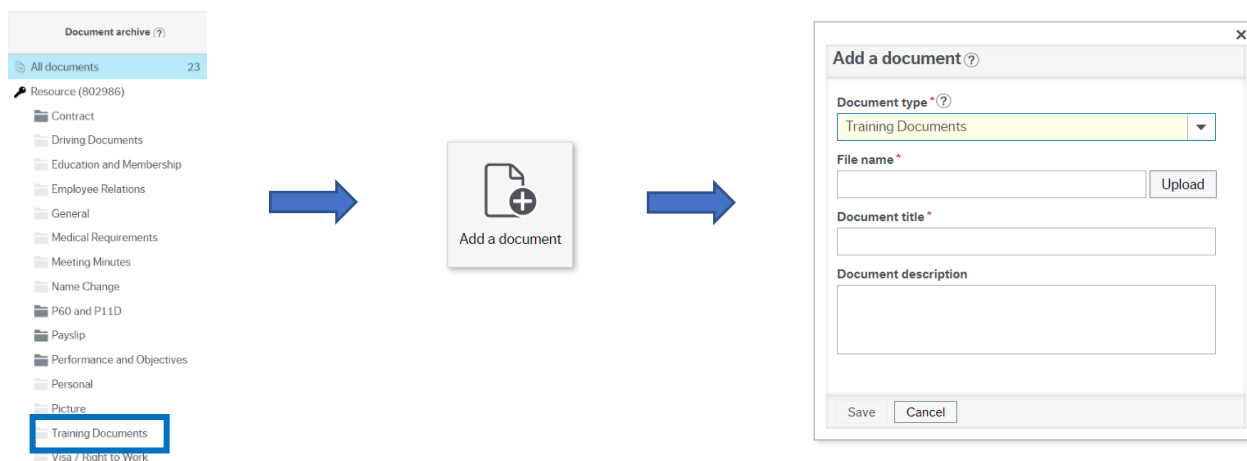 Document archive (?)
All documents 23
Resource (802986)
Contract
Driving Documents
Education and Membership
Employee Relations
General
Medical Requirements
Meeting Minutes
Name Change
P60 and P11D
Payslip
Performance and Objectives
Personal
Picture
Training Documents
Visa / Right to Work
Add a document
Add a document (?)
Document type * (?)
Training Documents
File name *
Upload
Document title *
Document description
Save Cancel